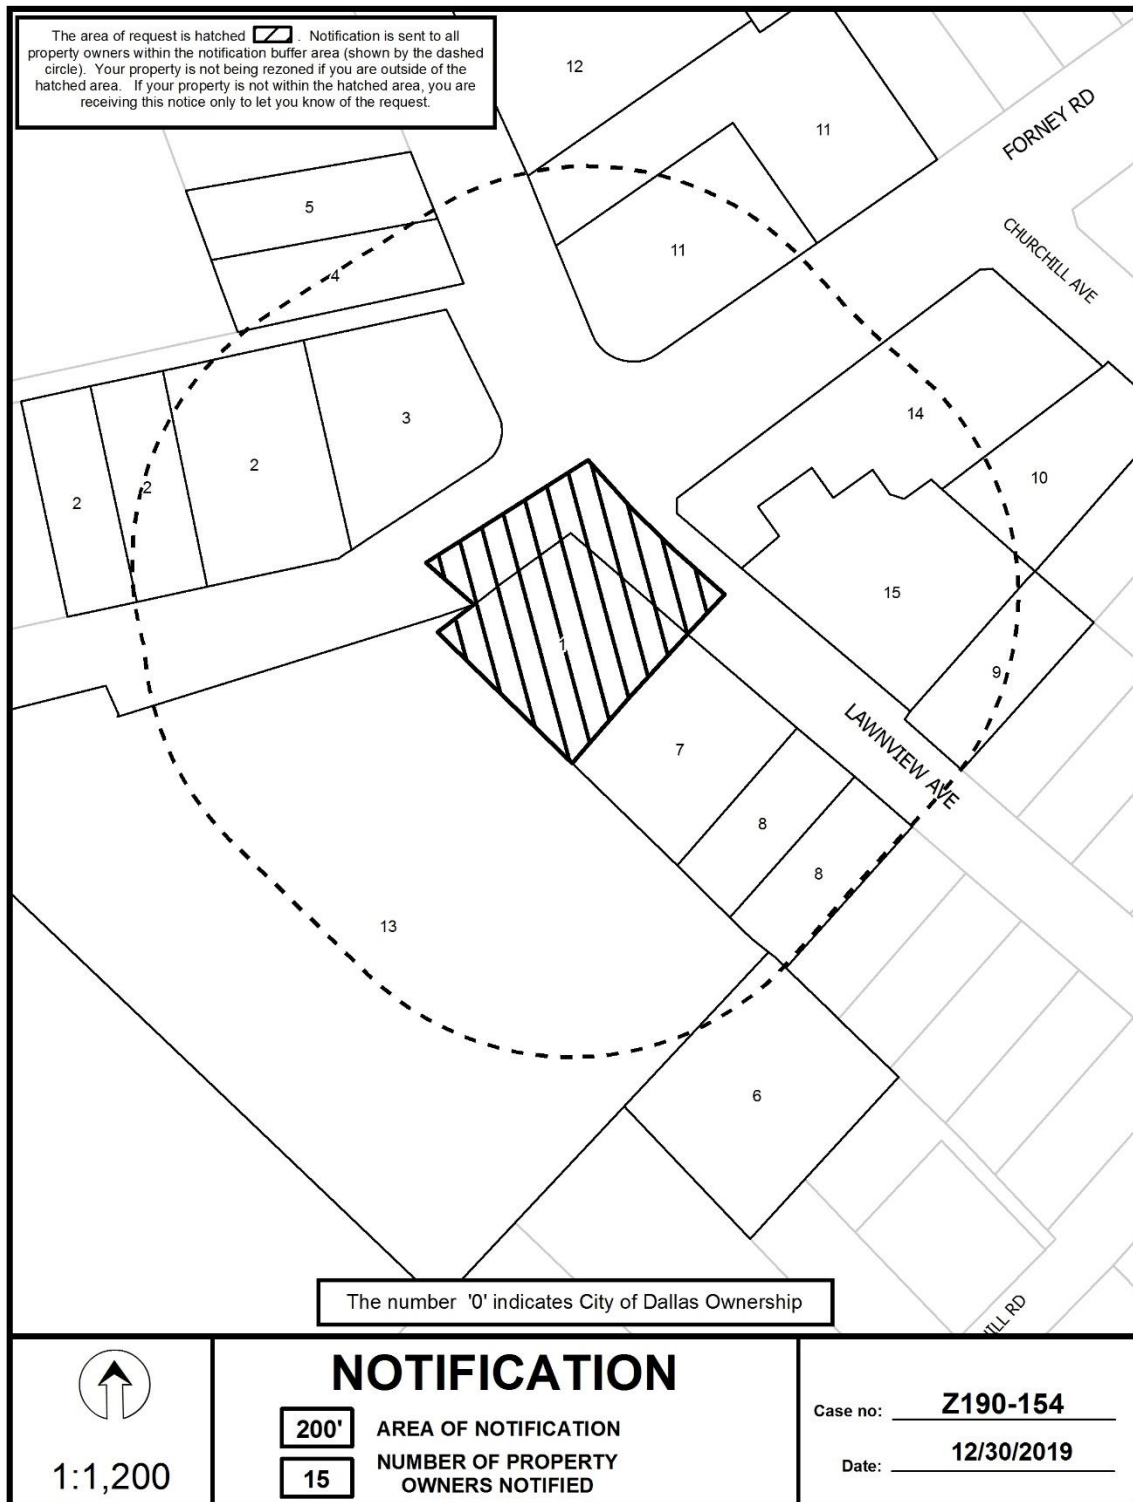 The area of request is hatched . Notification is sent to all
property owners within the notification buffer area (shown by the dashed
circle). Your property is not being rezoned if you are outside of the
hatched area. If your property is not within the hatched area, you are
receiving this notice only to let you know of the request.
12
11
FORNEY RD
5
CHURCHILL AVE
11
4
3
14
2
2
2
10
15
1
9
LAWNVIEW AVE
7
8
8
13
6
The number '0' indicates City of Dallas Ownership
HILL RD
1:1,200
NOTIFICATION
200' AREA OF NOTIFICATION
15 NUMBER OF PROPERTY
OWNERS NOTIFIED
Case no: Z190-154
Date: 12/30/2019